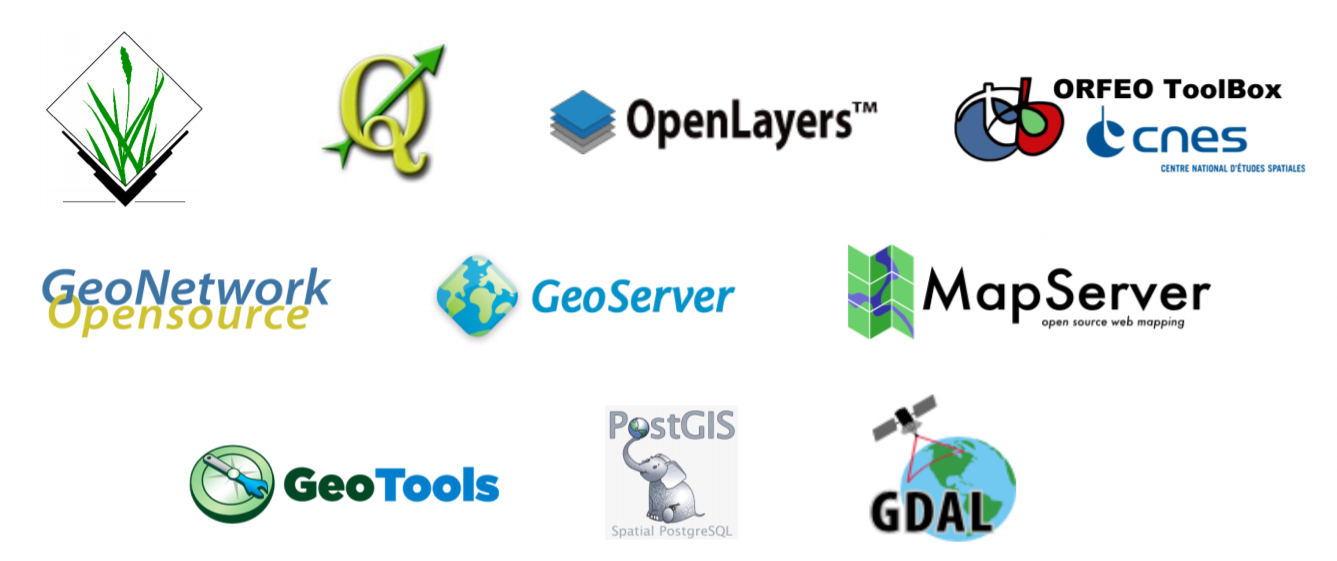 Q
OpenLayers™
ORFEO ToolBox
cnes
CENTRE NATIONAL D'ÉTUDES SPATIALES
GeoNetwork
Opensource
GeoServer
MapServer
open source web mapping
GeoTools
PostGIS
Spatial PostgreSQL
GDAL